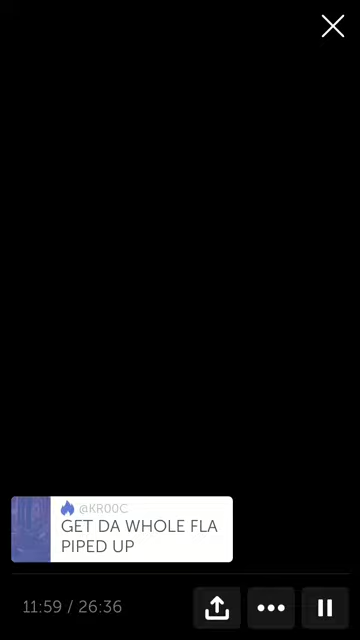 @KR00C
GET DA WHOLE FLA
PIPED UP
11:59 / 26:36